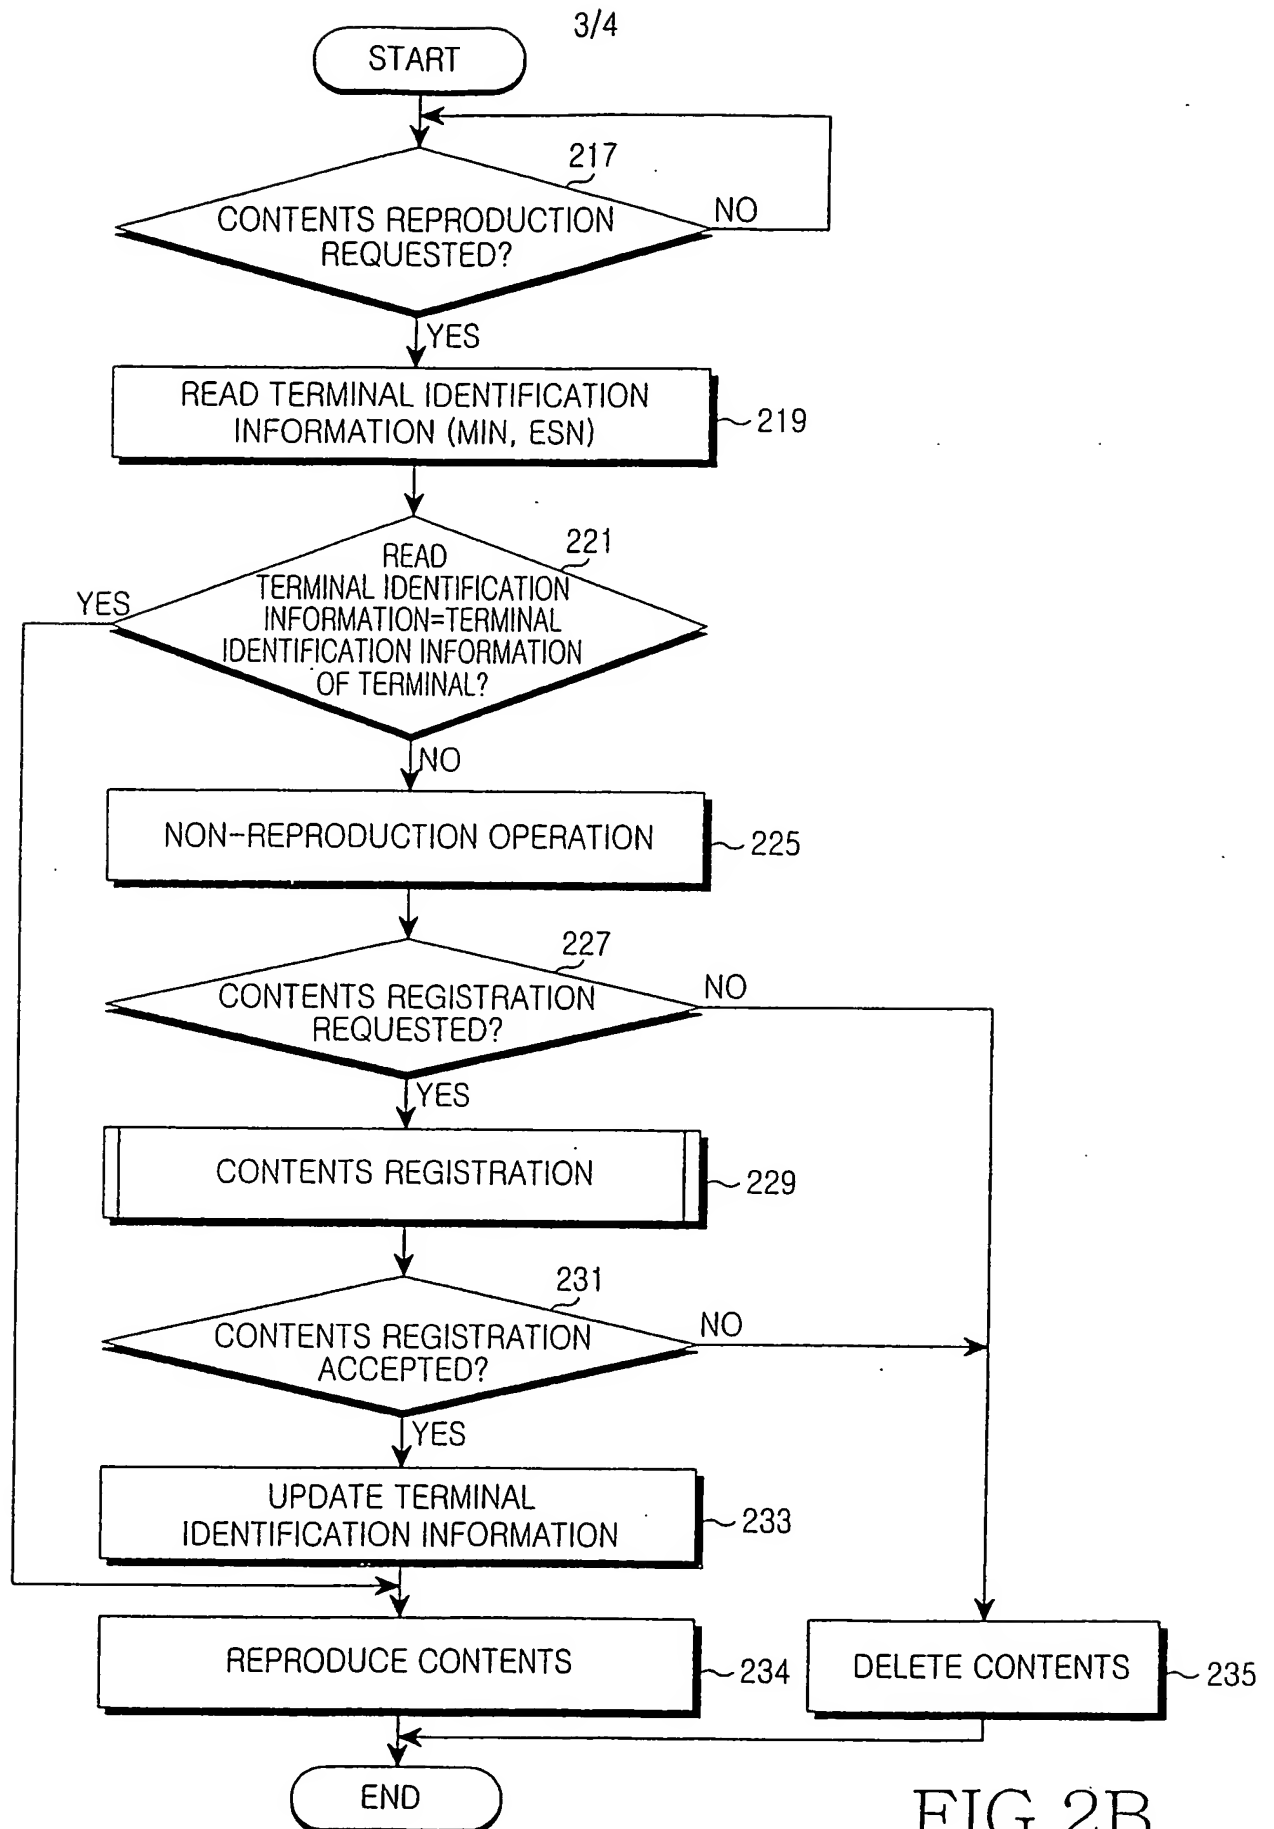 3/4
START
217
CONTENTS REPRODUCTION
REQUESTED?
NO
YES
READ TERMINAL IDENTIFICATION
INFORMATION (MIN, ESN)
219
221
READ
TERMINAL IDENTIFICATION
INFORMATION=TERMINAL
IDENTIFICATION INFORMATION
OF TERMINAL?
YES
NO
NON-REPRODUCTION OPERATION
225
227
CONTENTS REGISTRATION
REQUESTED?
NO
YES
CONTENTS REGISTRATION
229
231
CONTENTS REGISTRATION
ACCEPTED?
NO
YES
UPDATE TERMINAL
IDENTIFICATION INFORMATION
233
REPRODUCE CONTENTS
234
DELETE CONTENTS
235
END
FIG.2B